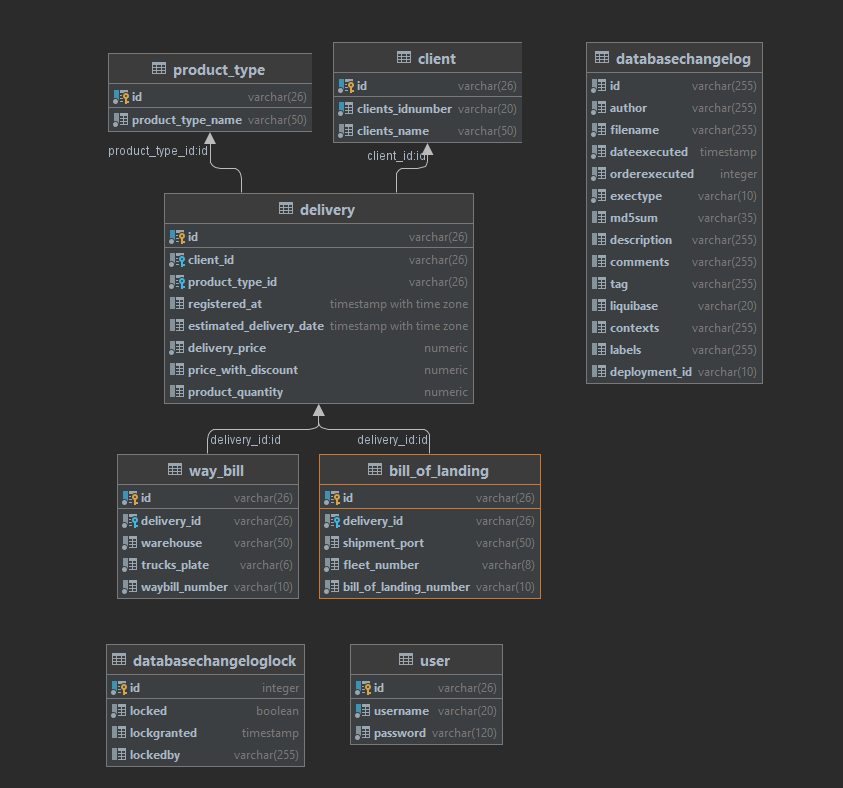 product_type
id varchar(26)
product_type_name varchar(50)
client
id varchar(26)
clients_idnumber varchar(20)
clients_name varchar(50)
databasechangelog
id varchar(255)
author varchar(255)
filename varchar(255)
dateexecuted timestamp
orderexecuted integer
exectype varchar(10)
md5sum varchar(35)
description varchar(255)
comments varchar(255)
tag varchar(255)
liquibase varchar(20)
contexts varchar(255)
labels varchar(255)
deployment_id varchar(10)
product_type_id:id
client_id:id
delivery
id varchar(26)
client_id varchar(26)
product_type_id varchar(26)
registered_at timestamp with time zone
estimated_delivery_date timestamp with time zone
delivery_price numeric
price_with_discount numeric
product_quantity numeric
delivery_id:id
delivery_id:id
way_bill
id varchar(26)
delivery_id varchar(26)
warehouse varchar(50)
trucks_plate varchar(6)
waybill_number varchar(10)
bill_of_landing
id varchar(26)
delivery_id varchar(26)
shipment_port varchar(50)
fleet_number varchar(8)
bill_of_landing_number varchar(10)
databasechangeloglock
id integer
locked boolean
lockgranted timestamp
lockedby varchar(255)
user
id varchar(26)
username varchar(20)
password varchar(120)